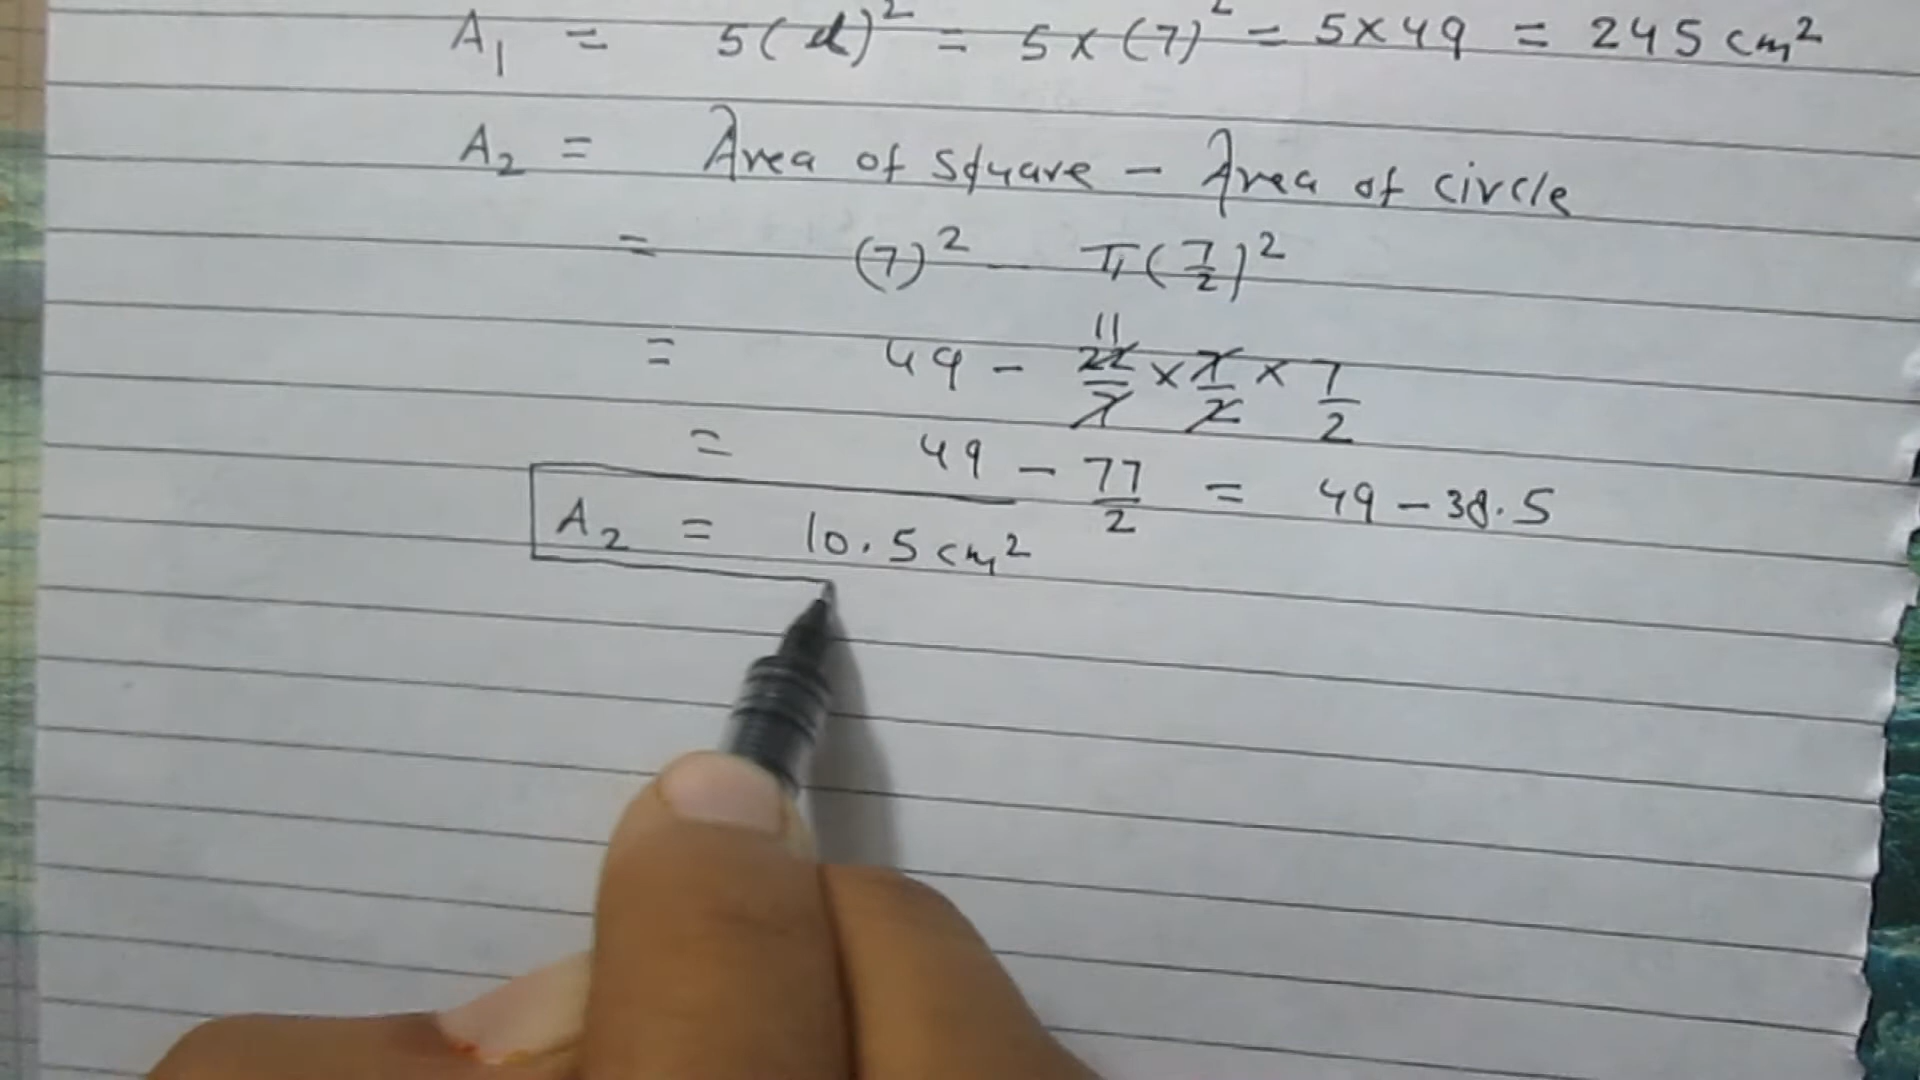 A₁ = 5(d)² = 5×(7)² = 5×49 = 245 cm²
A₂ = Area of square - Area of circle
= (7)² - π(7/2)²
= 49 - 11 22/7 × 7/2 × 7/2
= 49 - 77/2 = 49 - 38.5
A₂ = 10.5 cm²